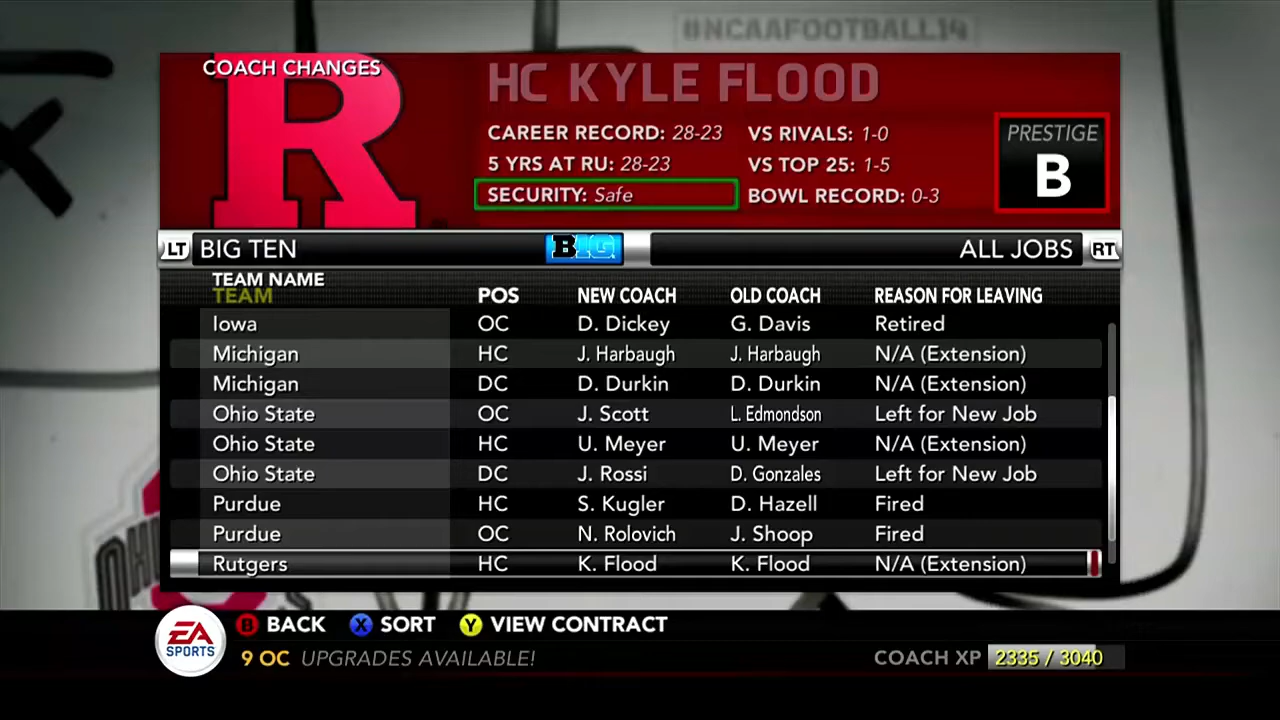 #NCAAFOOTBALL14
COACH CHANGES
HC KYLE FLOOD
CAREER RECORD: 28-23 VS RIVALS: 1-0
5 YRS AT RU: 28-23 VS TOP 25: 1-5
SECURITY: Safe BOWL RECORD: 0-3
PRESTIGE
B
R
LT BIG TEN BIG ALL JOBS RT
TEAM NAME
TEAM POS NEW COACH OLD COACH REASON FOR LEAVING
Iowa OC D. Dickey G. Davis Retired
Michigan HC J. Harbaugh J. Harbaugh N/A (Extension)
Michigan DC D. Durkin D. Durkin N/A (Extension)
Ohio State OC J. Scott L. Edmondson Left for New Job
Ohio State HC U. Meyer U. Meyer N/A (Extension)
Ohio State DC J. Rossi D. Gonzales Left for New Job
Purdue HC S. Kugler D. Hazell Fired
Purdue OC N. Rolovich J. Shoop Fired
Rutgers HC K. Flood K. Flood N/A (Extension)
EA SPORTS
B BACK X SORT Y VIEW CONTRACT
9 OC UPGRADES AVAILABLE! COACH XP 2335 / 3040